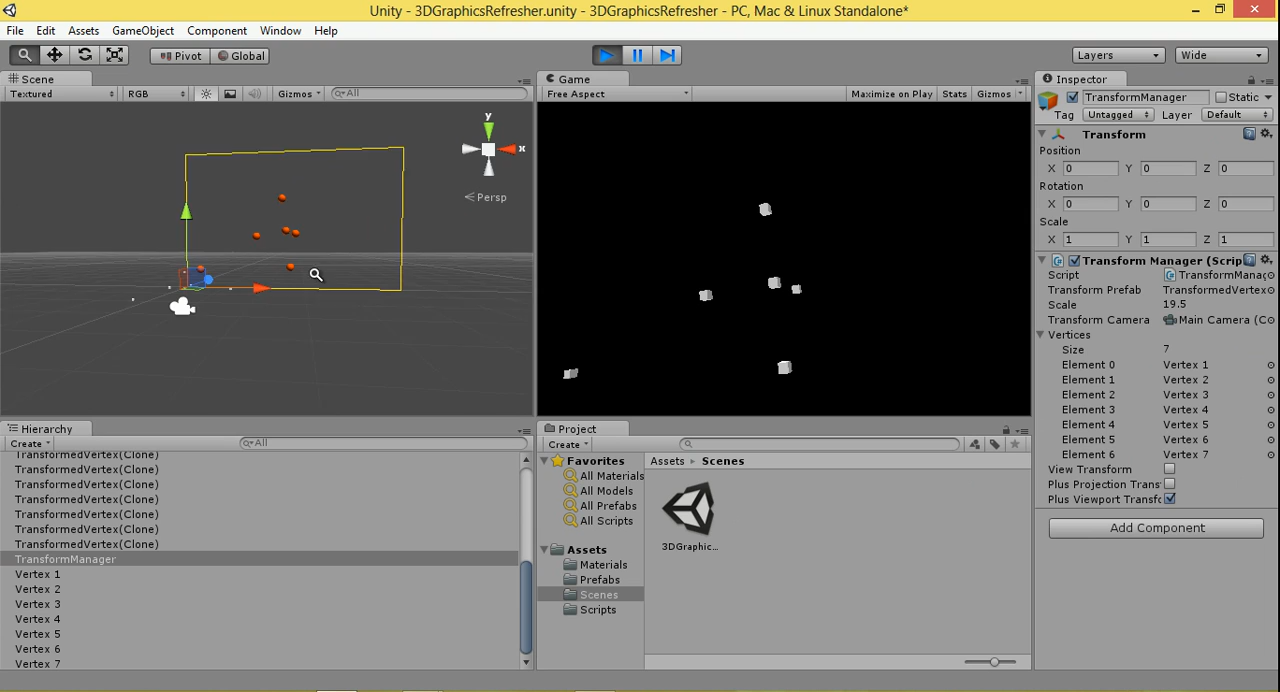 Unity - 3DGraphicsRefresher.unity - 3DGraphicsRefresher - PC, Mac & Linux Standalone*
File Edit Assets GameObject Component Window Help
Pivot Global Layers Wide
Scene
Textured RGB Gizmos All
y
x
Persp
Game
Free Aspect Maximize on Play Stats Gizmos
Inspector
TransformManager Static
Tag Untagged Layer Default
Transform
Position
X 0 Y 0 Z 0
Rotation
X 0 Y 0 Z 0
Scale
X 1 Y 1 Z 1
Transform Manager (Scrip
Script TransformManag
Transform Prefab TransformedVertex
Scale 19.5
Transform Camera Main Camera (C
Vertices
Size 7
Element 0 Vertex 1
Element 1 Vertex 2
Element 2 Vertex 3
Element 3 Vertex 4
Element 4 Vertex 5
Element 5 Vertex 6
Element 6 Vertex 7
View Transform
Plus Projection Trans
Plus Viewport Transfo
Add Component
Hierarchy
Create All
TransformedVertex(Clone)
TransformedVertex(Clone)
TransformedVertex(Clone)
TransformedVertex(Clone)
TransformedVertex(Clone)
TransformedVertex(Clone)
TransformedVertex(Clone)
TransformManager
Vertex 1
Vertex 2
Vertex 3
Vertex 4
Vertex 5
Vertex 6
Vertex 7
Project
Create
Favorites
All Materials
All Models
All Prefabs
All Scripts
Assets
Materials
Prefabs
Scenes
Scripts
Assets Scenes
3DGraphic...